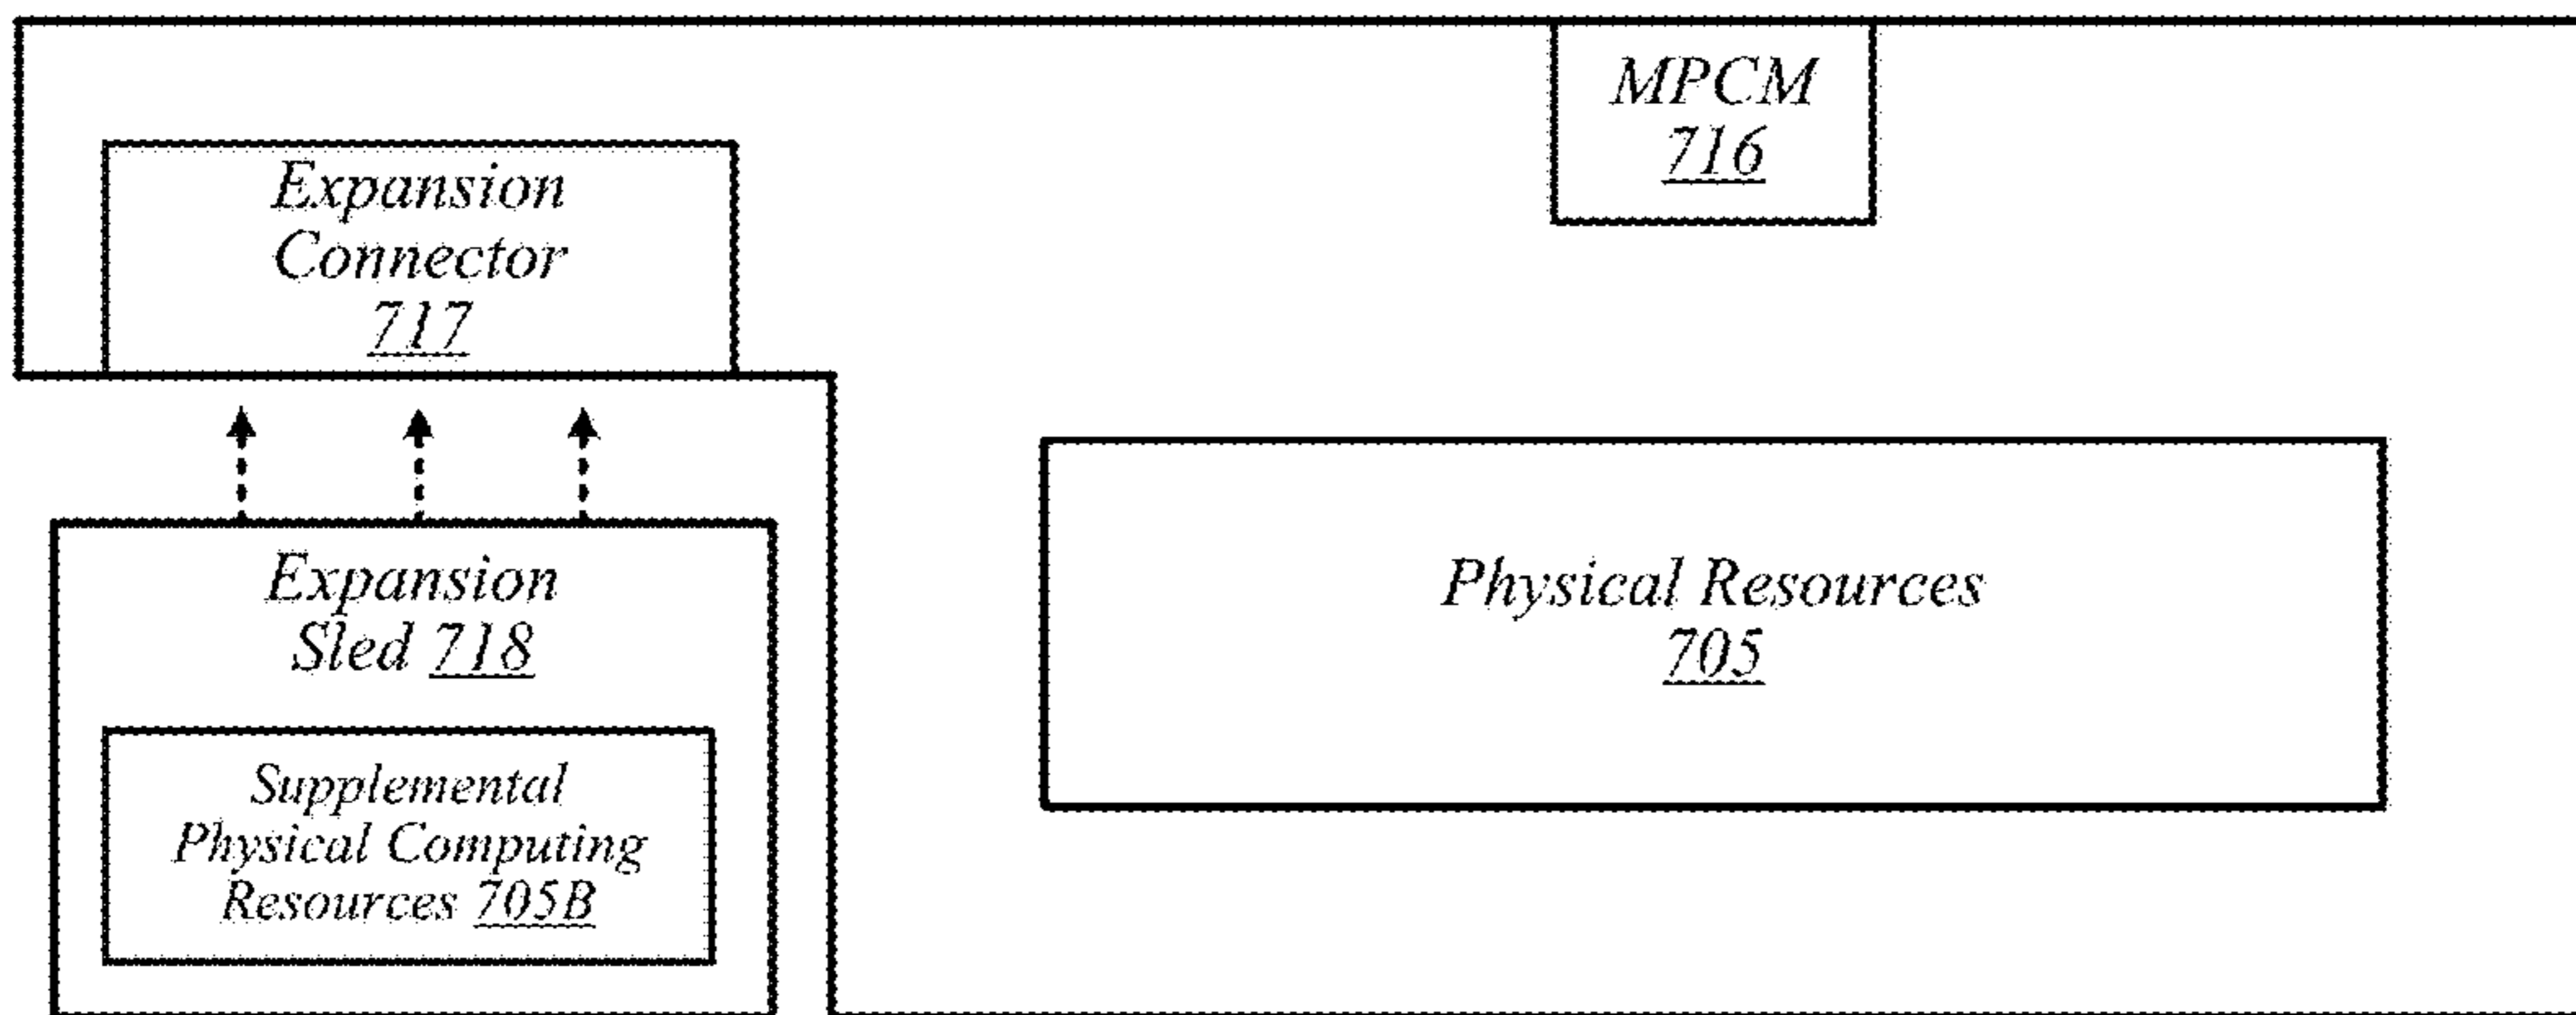 MPCM
716
Expansion
Connector
717
Expansion
Sled 718
Physical Resources
705
Supplemental
Physical Computing
Resources 705B